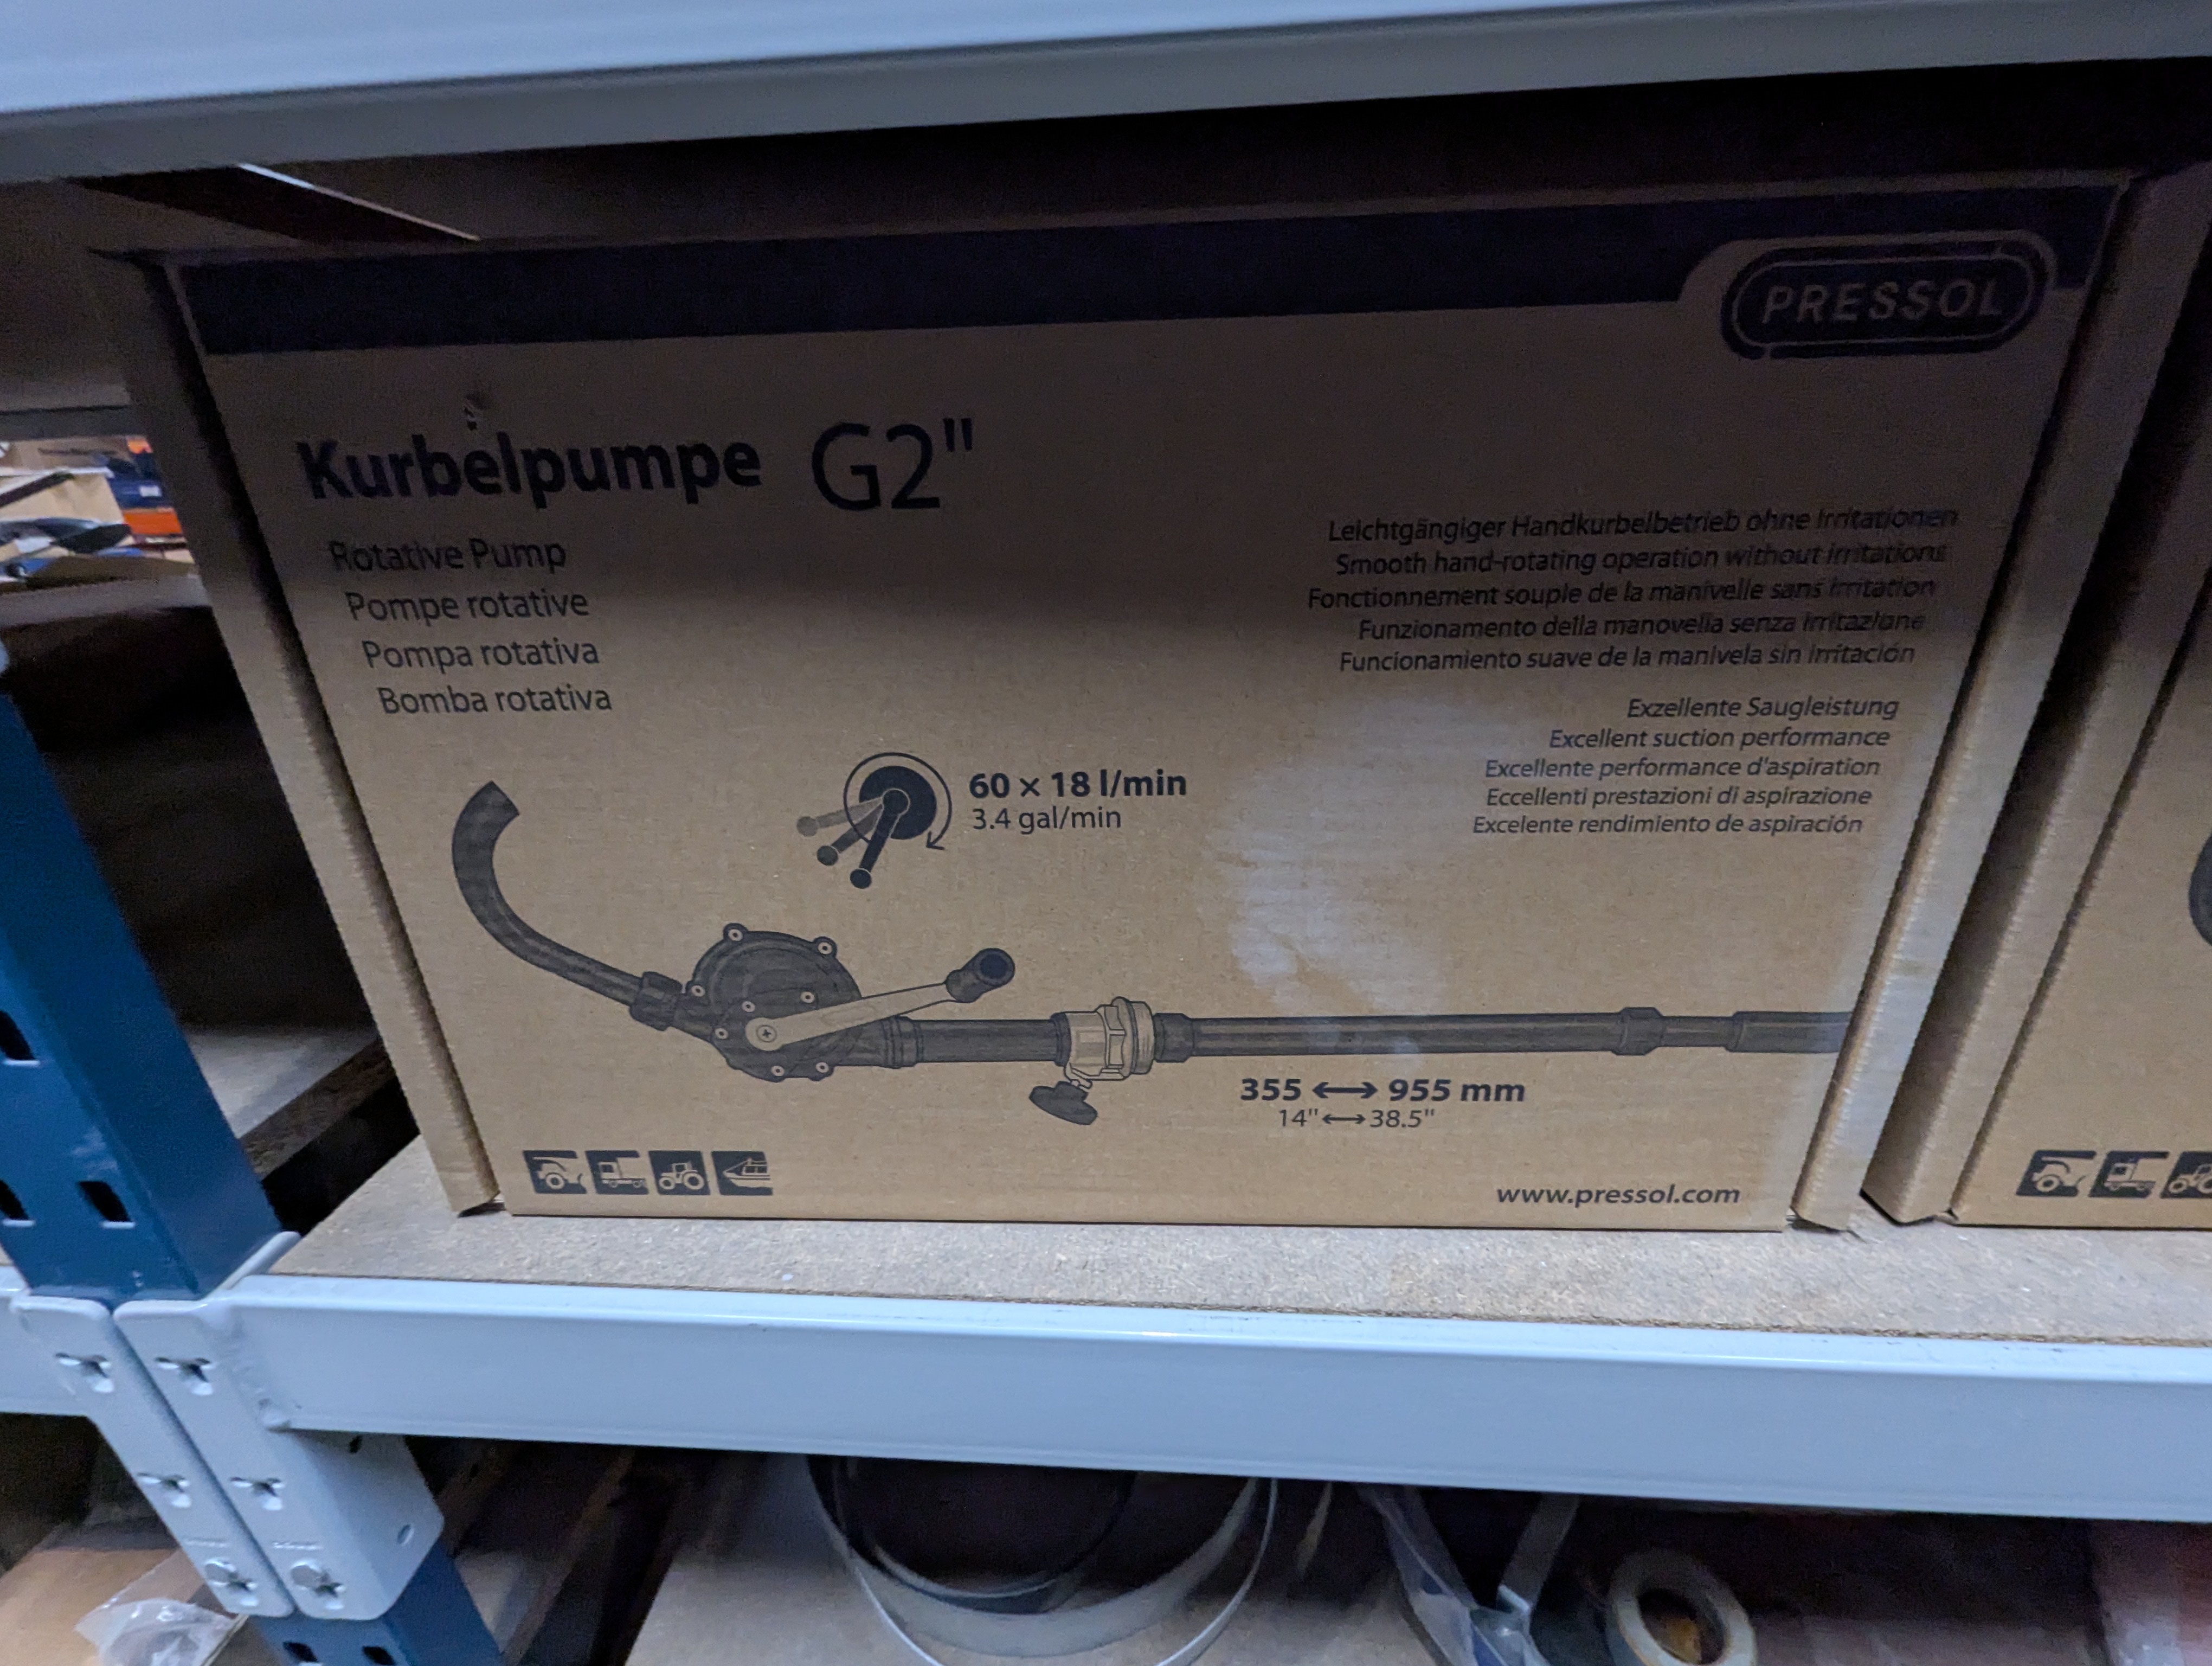 PRESSOL
Kurbelpumpe G2"
Rotative Pump
Pompe rotative
Pompa rotativa
Bomba rotativa
Leichtgängiger Handkurbelbetrieb ohne Irritationen
Smooth hand-rotating operation without irritations
Fonctionnement souple de la manivelle sans irritation
Funzionamento della manovella senza irritazione
Funcionamiento suave de la manivela sin irritación
Exzellente Saugleistung
Excellent suction performance
Excellente performance d'aspiration
Eccellenti prestazioni di aspirazione
Excelente rendimiento de aspiración
60 × 18 l/min
3.4 gal/min
355 ⟷ 955 mm
14" ⟷ 38.5"
www.pressol.com